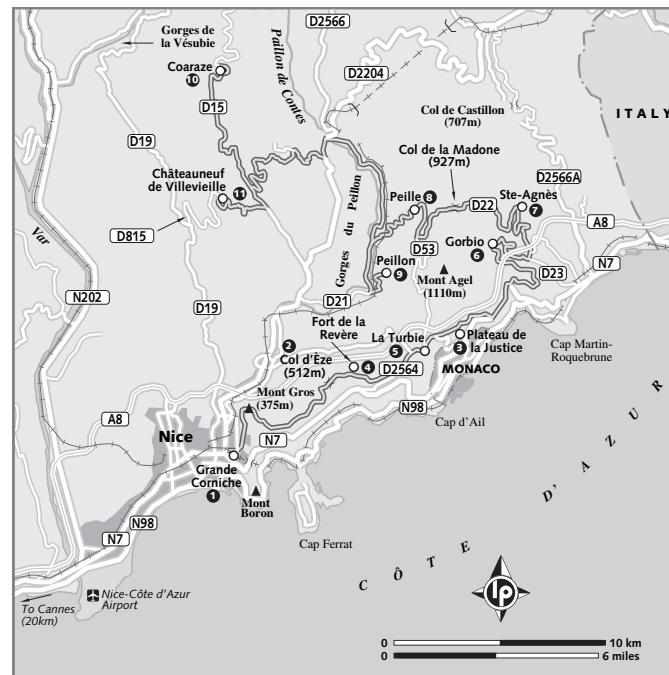 D2566
Gorges de
la Vésubie
Paillon de Contes
Coaraze
10
D2204
D15
Col de Castillon
(707m)
ITALY
D19
Col de la Madone
(927m)
Châteauneuf
de Villevieille
11
D2566A
Peille
8
Ste-Agnès
D22
7
Gorges du Peillon
A8
Var
D815
D53
Gorbio
6
N7
Peillon
9
Mont Agel
(1110m)
D23
N202
D19
D21
Fort de la
Revère
La Turbie
5
Plateau de
la Justice
3
Cap Martin-
Roquebrune
2
Col d'Èze
(512m)
4
D2564
MONACO
Mont Gros
(375m)
A8
N98
Cap d'Ail
Nice
N7
Grande
Corniche
1
Mont
Boron
N98
Cap Ferrat
N7
CÔTE D'AZUR
Nice-Côte d'Azur
Airport
To Cannes
(20km)
lp
0 10 km
0 6 miles